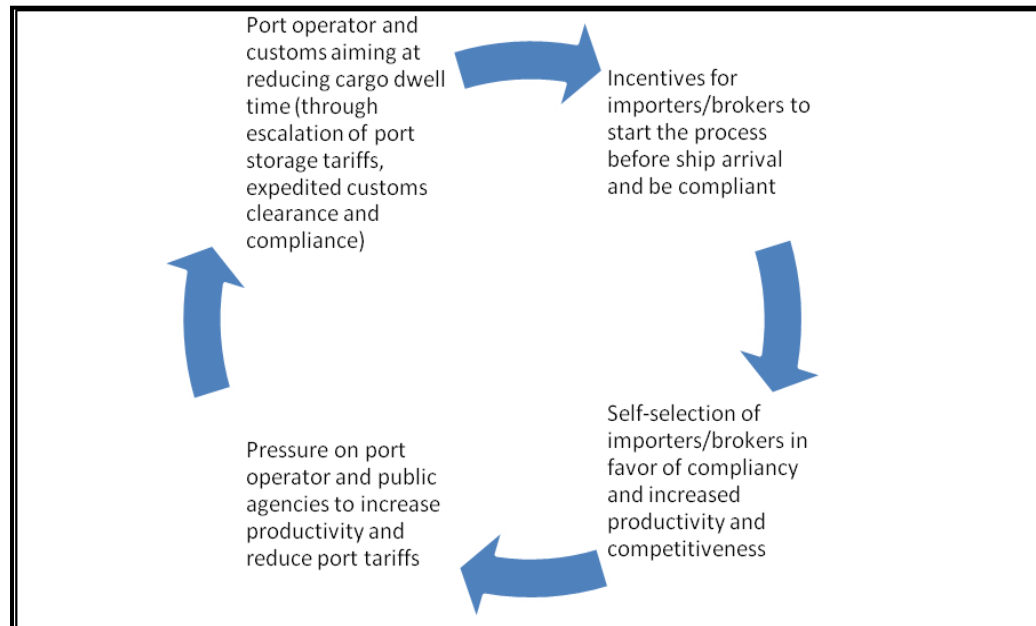 Port operator and
customs aiming at
reducing cargo dwell
time (through
escalation of port
storage tariffs,
expedited customs
clearance and
compliance)
Incentives for
importers/brokers to
start the process
before ship arrival
and be compliant
Self-selection of
importers/brokers in
favor of compliancy
and increased
productivity and
competitiveness
Pressure on port
operator and public
agencies to increase
productivity and
reduce port tariffs